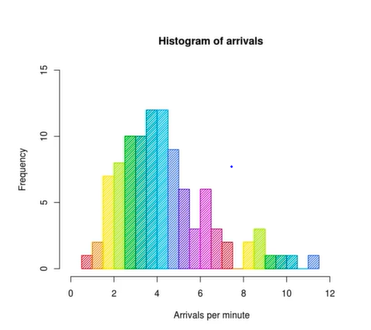 Histogram of arrivals
15
10
5
0
Frequency
0 2 4 6 8 10 12
Arrivals per minute